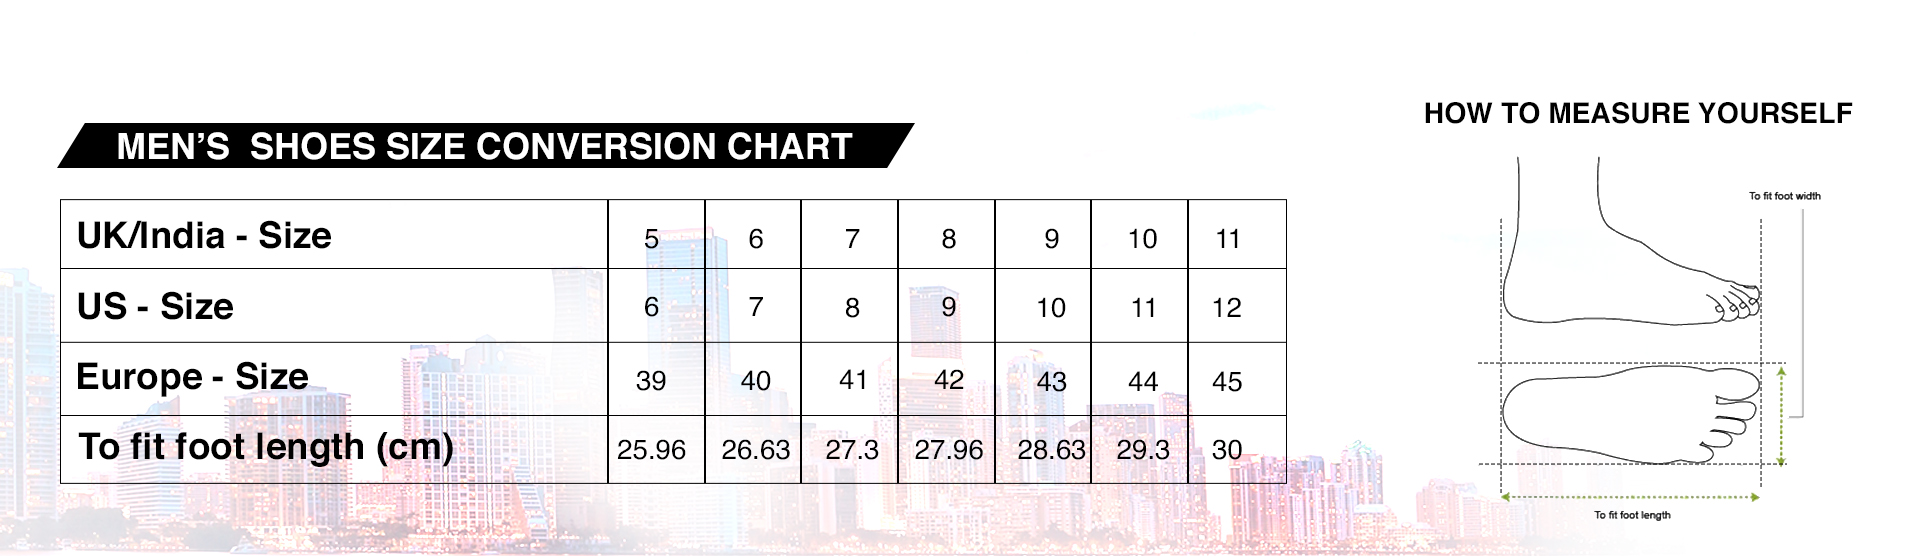 HOW TO MEASURE YOURSELF
MEN'S SHOES SIZE CONVERSION CHART
To fit foot width
UK/India - Size 5 6 7 8 9 10 11
US - Size 6 7 8 9 10 11 12
Europe - Size 39 40 41 42 43 44 45
To fit foot length (cm) 25.96 26.63 27.3 27.96 28.63 29.3 30
To fit foot length